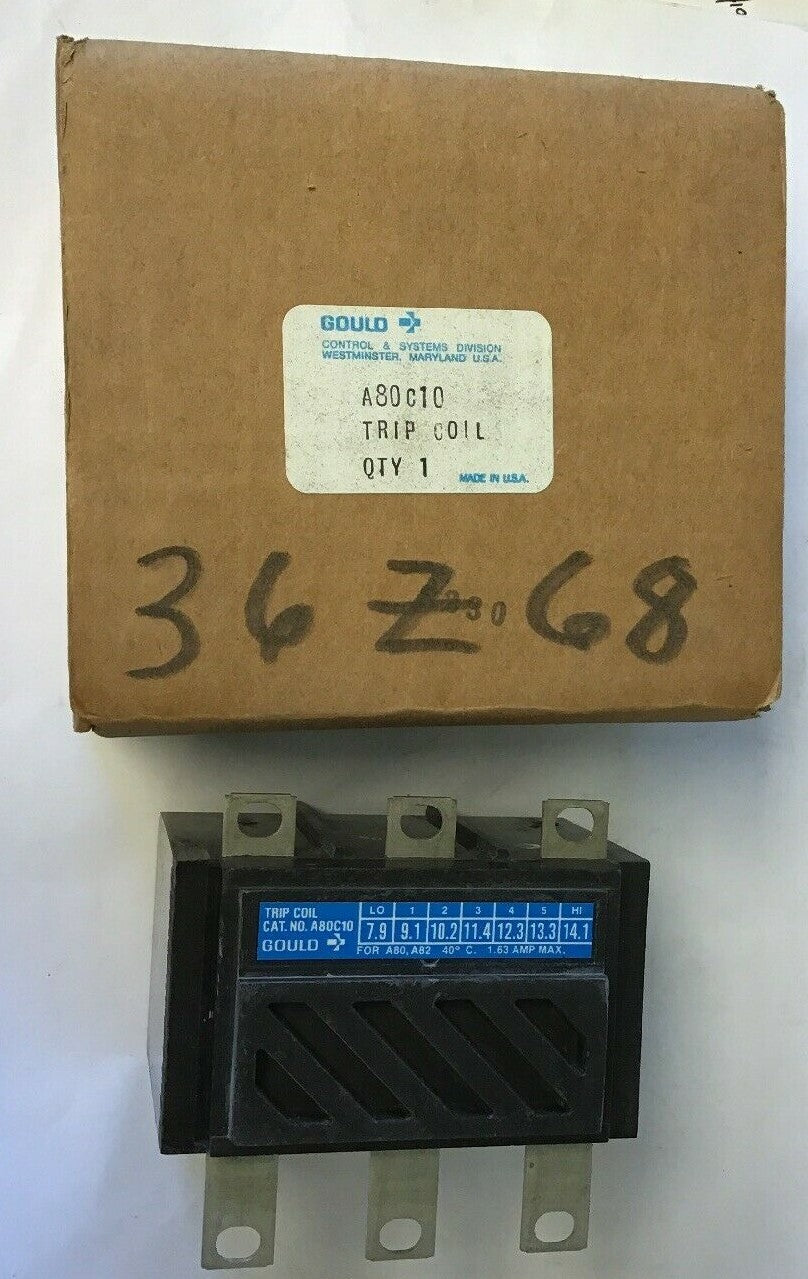 GOULD
CONTROL & SYSTEMS DIVISION
WESTMINSTER, MARYLAND U.S.A.
A80C10
TRIP COIL
QTY 1
MADE IN U.S.A.
36 Z 68
TRIP COIL
CAT. NO. A80C10
GOULD
LO 1 2 3 4 5 HI
7.9 9.1 10.2 11.4 12.3 13.3 14.1
FOR A80, A82 40° C. 1.63 AMP MAX.